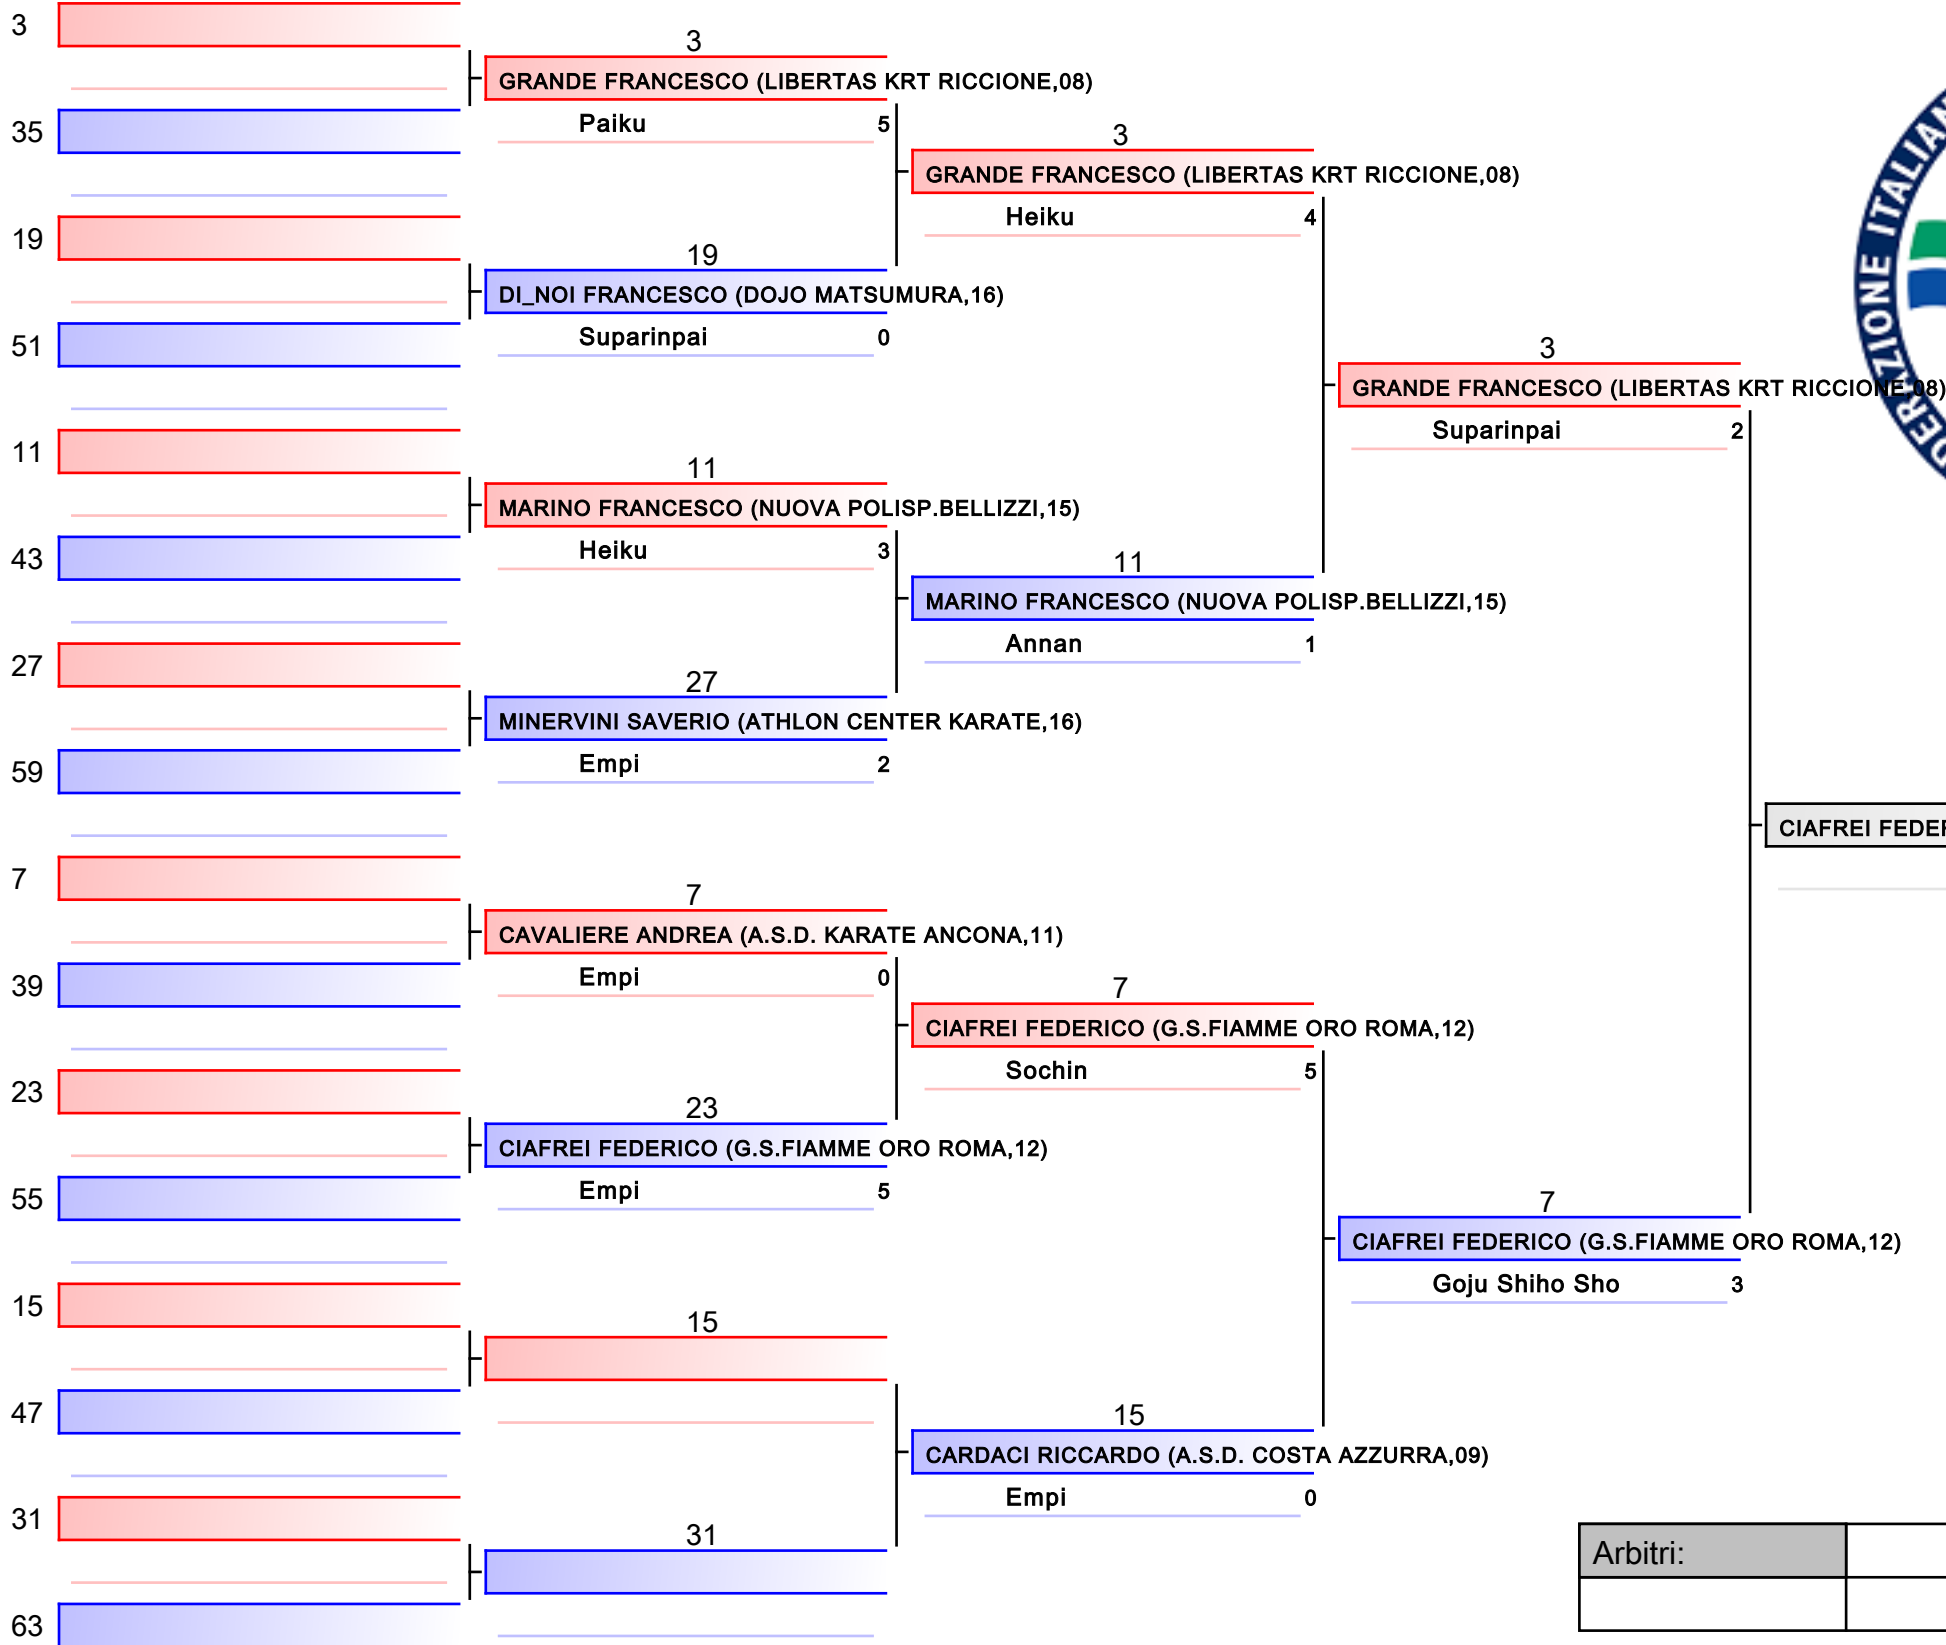 3
35
19
51
11
43
27
59
7
39
23
55
15
47
31
63
3
GRANDE FRANCESCO (LIBERTAS KRT RICCIONE,08)
Paiku 5
19
DI_NOI FRANCESCO (DOJO MATSUMURA,16)
Suparinpai 0
11
MARINO FRANCESCO (NUOVA POLISP.BELLIZZI,15)
Heiku 3
27
MINERVINI SAVERIO (ATHLON CENTER KARATE,16)
Empi 2
7
CAVALIERE ANDREA (A.S.D. KARATE ANCONA,11)
Empi 0
23
CIAFREI FEDERICO (G.S.FIAMME ORO ROMA,12)
Empi 5
15
31
3
GRANDE FRANCESCO (LIBERTAS KRT RICCIONE,08)
Heiku 4
11
MARINO FRANCESCO (NUOVA POLISP.BELLIZZI,15)
Annan 1
7
CIAFREI FEDERICO (G.S.FIAMME ORO ROMA,12)
Sochin 5
15
CARDACI RICCARDO (A.S.D. COSTA AZZURRA,09)
Empi 0
3
GRANDE FRANCESCO (LIBERTAS KRT RICCIONE,08)
Suparinpai 2
7
CIAFREI FEDERICO (G.S.FIAMME ORO ROMA,12)
Goju Shiho Sho 3
CIAFREI
DERAZIONE ITALIAN
Arbitri: